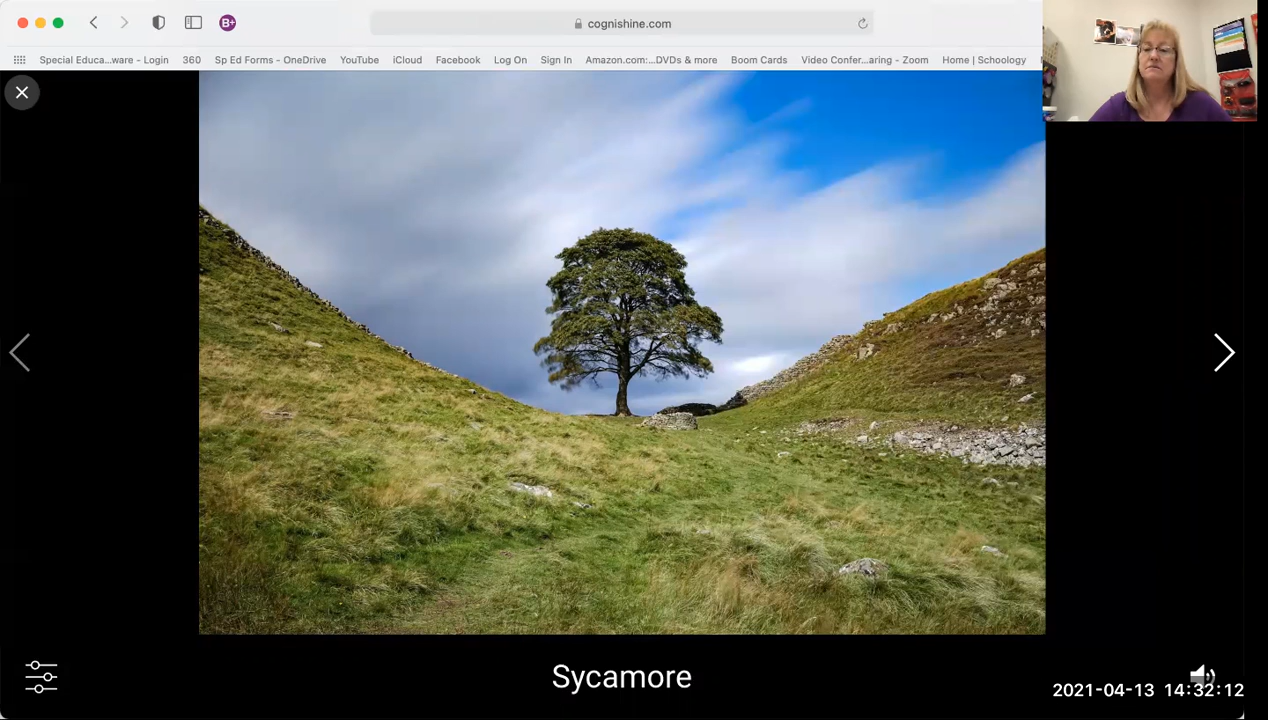 B+
cognishine.com
Special Educa...ware - Login 360 Sp Ed Forms - OneDrive YouTube iCloud Facebook Log On Sign In Amazon.com:...DVDs & more Boom Cards Video Confer...aring - Zoom Home | Schoology
Sycamore
2021-04-13 14:32:12